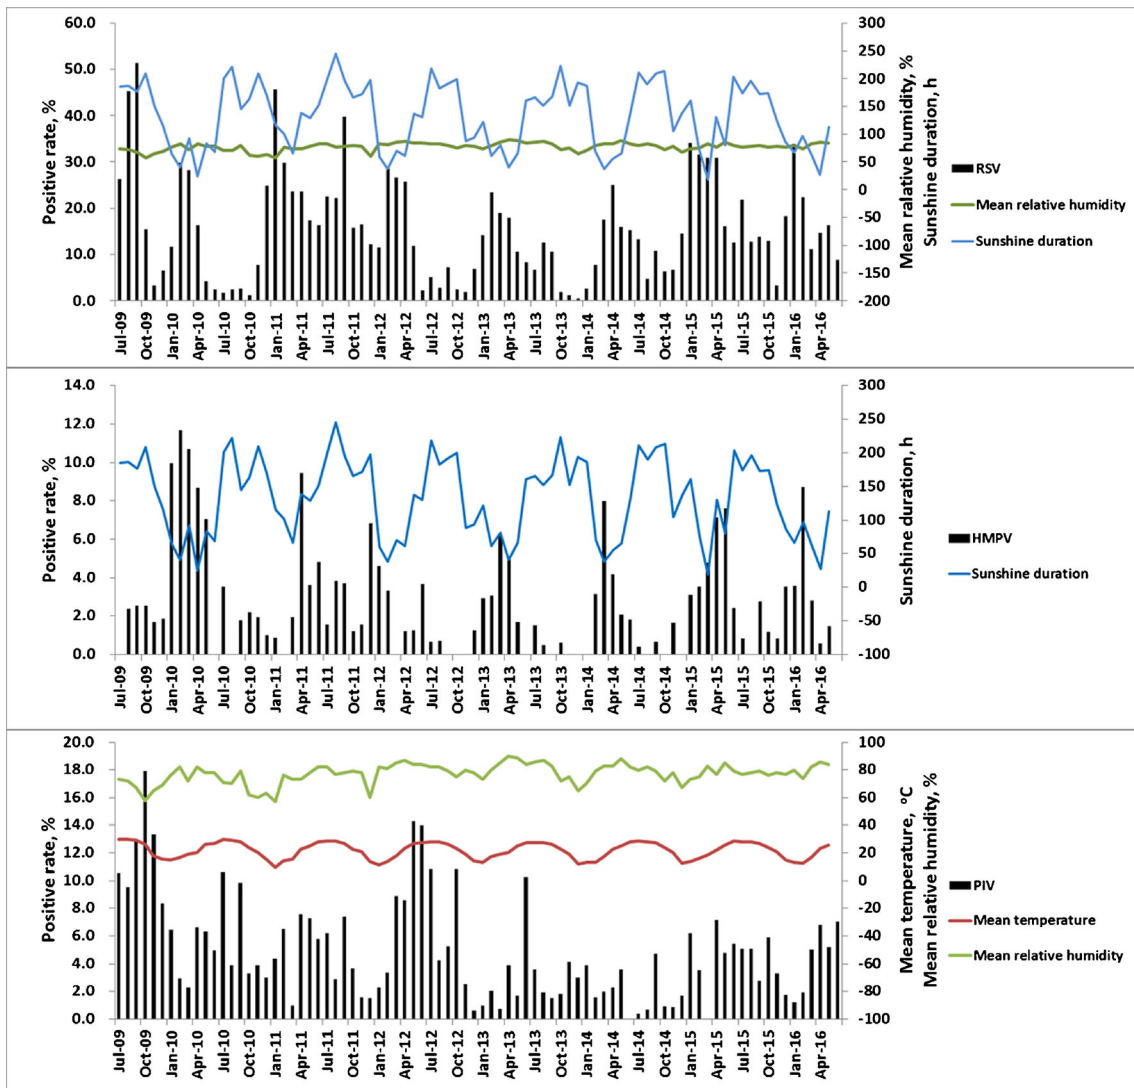 60.0
50.0
40.0
30.0
20.0
10.0
0.0
Positive rate, %
300
250
200
150
100
50
0
-50
-100
-150
-200
Mean ralative humidity, %
Sunshine duration, h
RSV
Mean relative humidity
Sunshine duration
Jul-09
Oct-09
Jan-10
Apr-10
Jul-10
Oct-10
Jan-11
Apr-11
Jul-11
Oct-11
Jan-12
Apr-12
Jul-12
Oct-12
Jan-13
Apr-13
Jul-13
Oct-13
Jan-14
Apr-14
Jul-14
Oct-14
Jan-15
Apr-15
Jul-15
Oct-15
Jan-16
Apr-16
14.0
12.0
10.0
8.0
6.0
4.0
2.0
0.0
Positive rate, %
300
250
200
150
100
50
0
-50
-100
Sunshine duration, h
HMPV
Sunshine duration
Jul-09
Oct-09
Jan-10
Apr-10
Jul-10
Oct-10
Jan-11
Apr-11
Jul-11
Oct-11
Jan-12
Apr-12
Jul-12
Oct-12
Jan-13
Apr-13
Jul-13
Oct-13
Jan-14
Apr-14
Jul-14
Oct-14
Jan-15
Apr-15
Jul-15
Oct-15
Jan-16
Apr-16
20.0
18.0
16.0
14.0
12.0
10.0
8.0
6.0
4.0
2.0
0.0
Positive rate, %
100
80
60
40
20
0
-20
-40
-60
-80
-100
Mean temperature, °C
Mean relative humidity, %
PIV
Mean temperature
Mean relative humidity
Jul-09
Oct-09
Jan-10
Apr-10
Jul-10
Oct-10
Jan-11
Apr-11
Jul-11
Oct-11
Jan-12
Apr-12
Jul-12
Oct-12
Jan-13
Apr-13
Jul-13
Oct-13
Jan-14
Apr-14
Jul-14
Oct-14
Jan-15
Apr-15
Jul-15
Oct-15
Jan-16
Apr-16